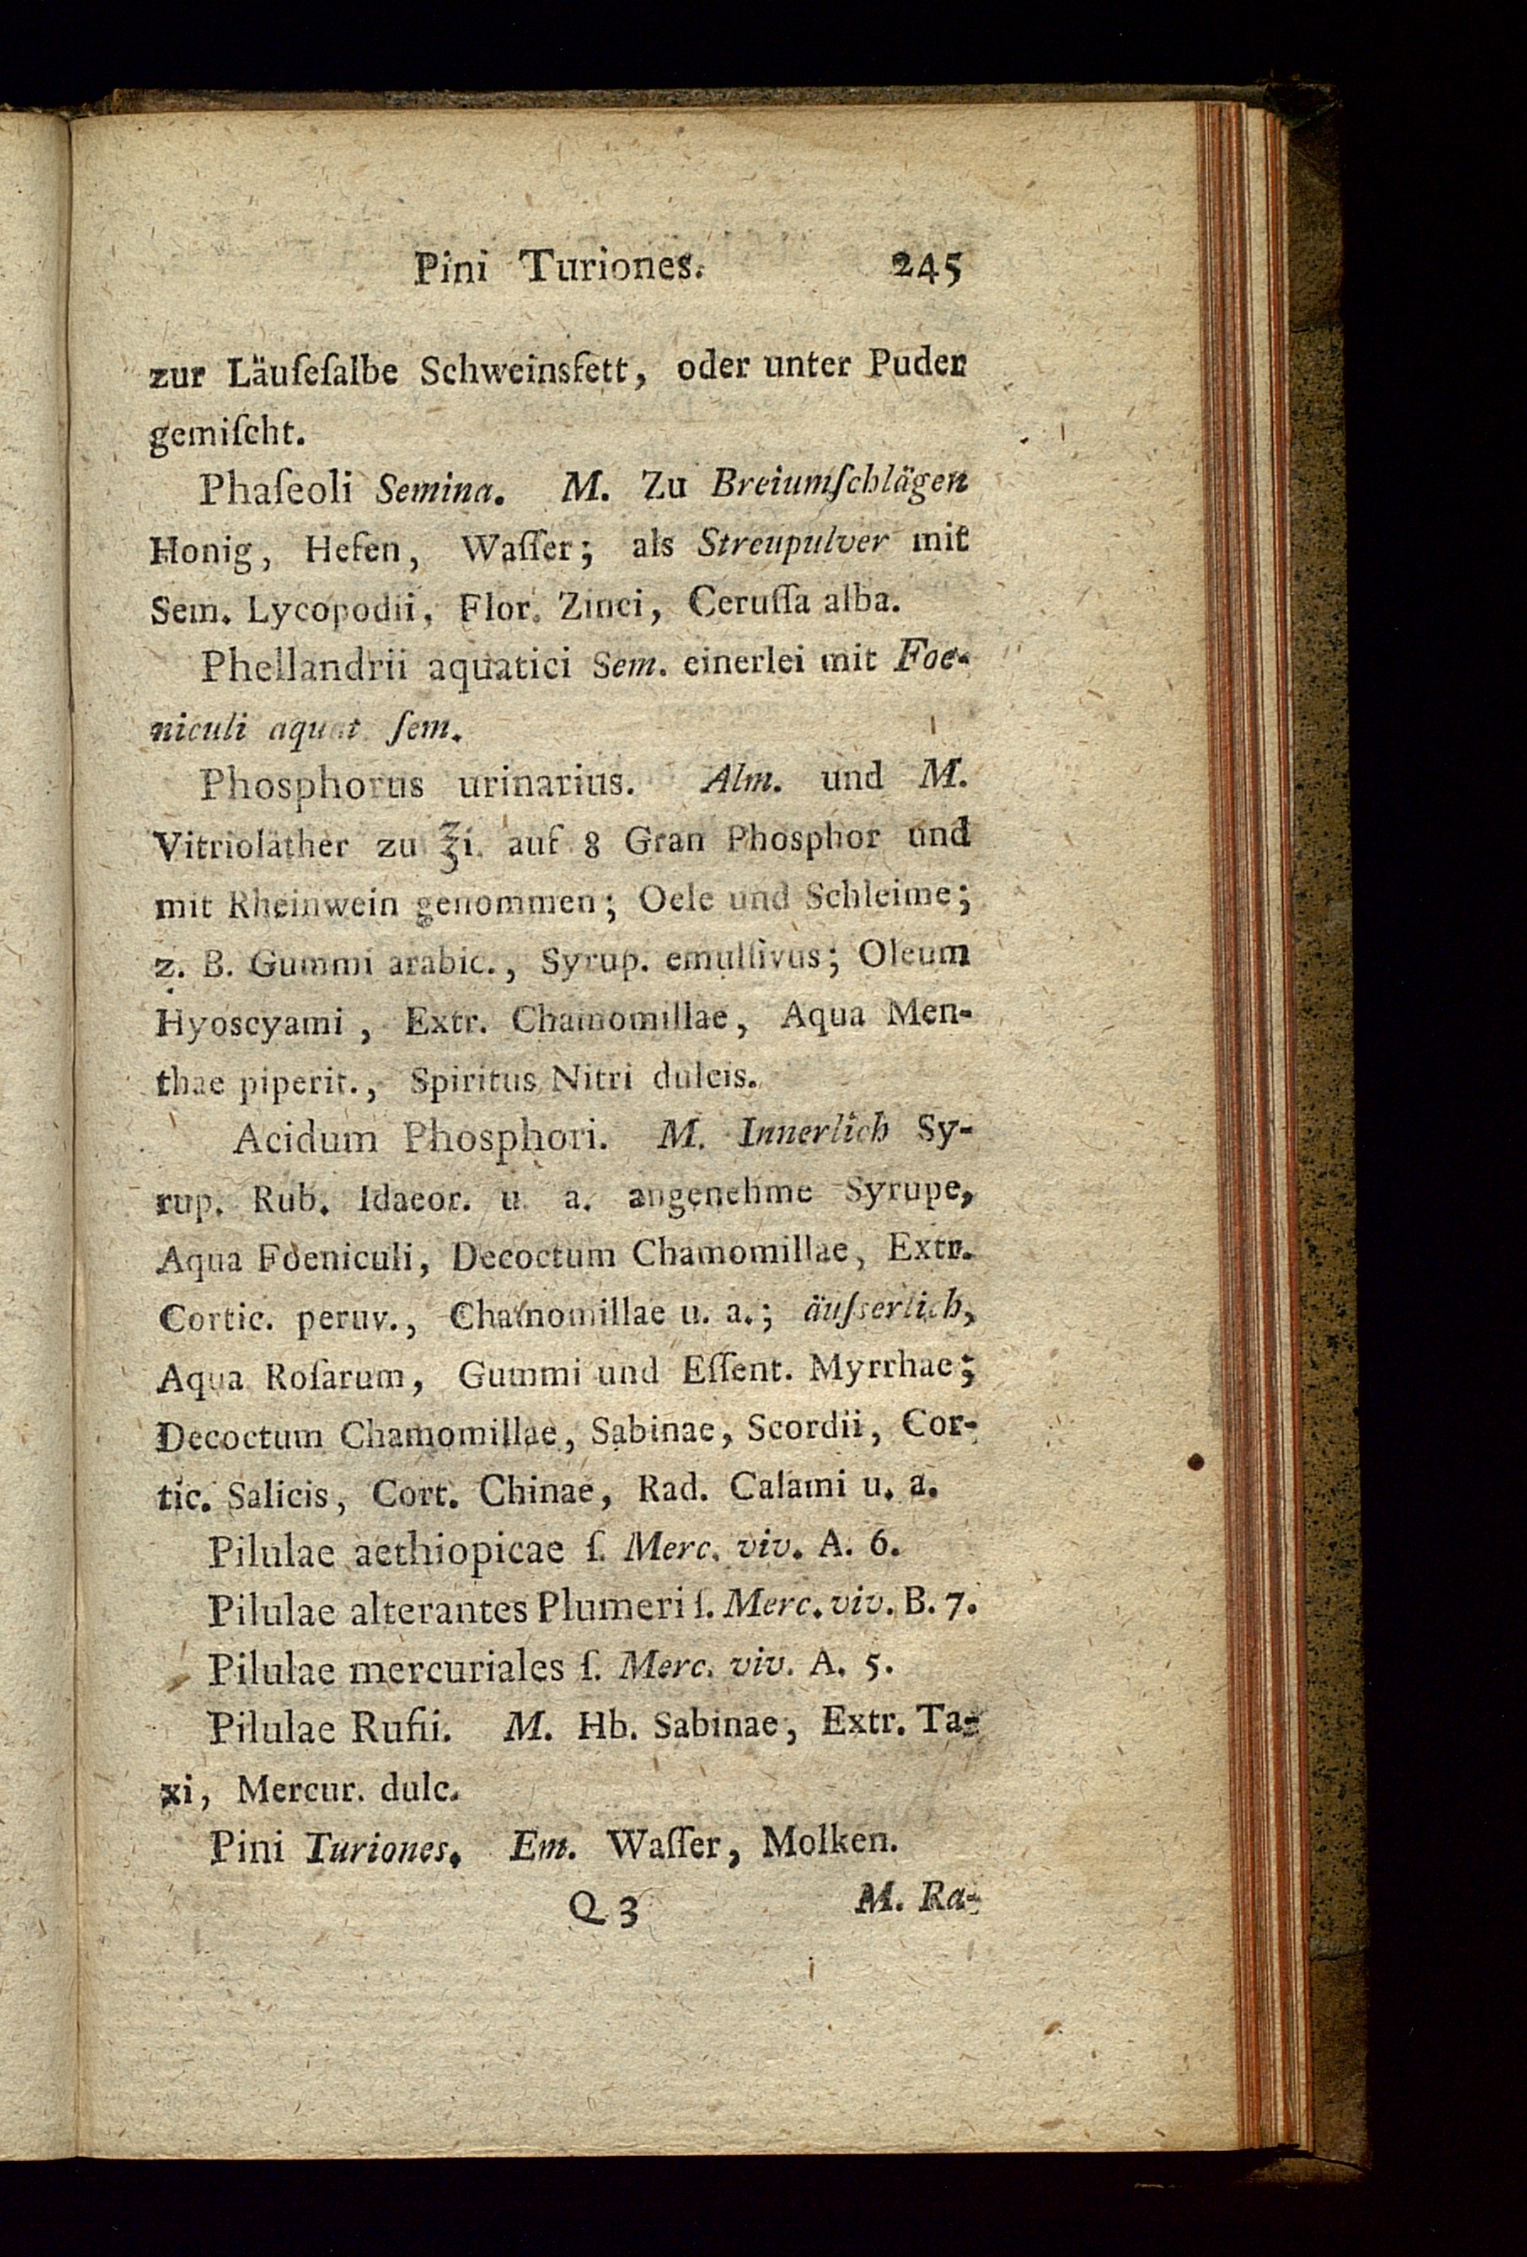 Pini Turiones. 245
zur Läuſeſalbe Schweinsfett, oder unter Puder
gemiſcht.
Phaſeoli Semina. M. Zu Breiumſchlägen
Honig, Hefen, Waſſer; als Streupulver mit
Sem. Lycopodii, Flor. Zinci, Ceruſſa alba.
Phellandrii aquatici Sem. einerlei mit Foe-
niculi aquat. ſem.
Phosphorus urinarius. Alm. und M.
Vitrioläther zu ʒi. auf 8 Gran Phosphor und
mit Rheinwein genommen; Oele und Schleime;
z. B. Gummi arabic., Syrup. emulſivus; Oleum
Hyoscyami, Extr. Chamomillae, Aqua Men-
thae piperit., Spiritus Nitri dulcis.
Acidum Phosphori. M. Innerlich Sy-
rup. Rub. Idaeor. u. a. angenehme Syrupe,
Aqua Foeniculi, Decoctum Chamomillae, Extr.
Cortic. peruv., Chamomillae u. a.; äuſserlich,
Aqua Roſarum, Gummi und Eſſent. Myrrhae;
Decoctum Chamomillae, Sabinae, Scordii, Cor-
tic. Salicis, Cort. Chinae, Rad. Calami u. a.
Pilulae aethiopicae ſ. Merc. viv. A. 6.
Pilulae alterantes Plumeri ſ. Merc. viv. B. 7.
Pilulae mercuriales ſ. Merc. viv. A. 5.
Pilulae Rufii. M. Hb. Sabinae, Extr. Ta-
xi, Mercur. dulc.
Pini Turiones. Em. Waſſer, Molken.
Q 3 M. Ra-